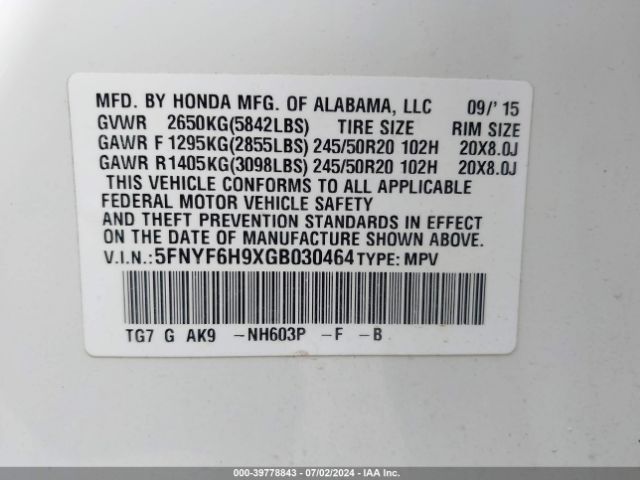 MFD. BY HONDA MFG. OF ALABAMA, LLC 09/'15
GVWR 2650KG(5842LBS) TIRE SIZE RIM SIZE
GAWR F 1295KG(2855LBS) 245/50R20 102H 20X8.0J
GAWR R 1405KG(3098LBS) 245/50R20 102H 20X8.0J
THIS VEHICLE CONFORMS TO ALL APPLICABLE
FEDERAL MOTOR VEHICLE SAFETY
AND THEFT PREVENTION STANDARDS IN EFFECT
ON THE DATE OF MANUFACTURE SHOWN ABOVE.
V.I.N.:5FNYF6H9XGB030464 TYPE: MPV
TG7 G AK9 -NH603P -F -B
000-39778843 / 07/02/2024 - IAAI.COM